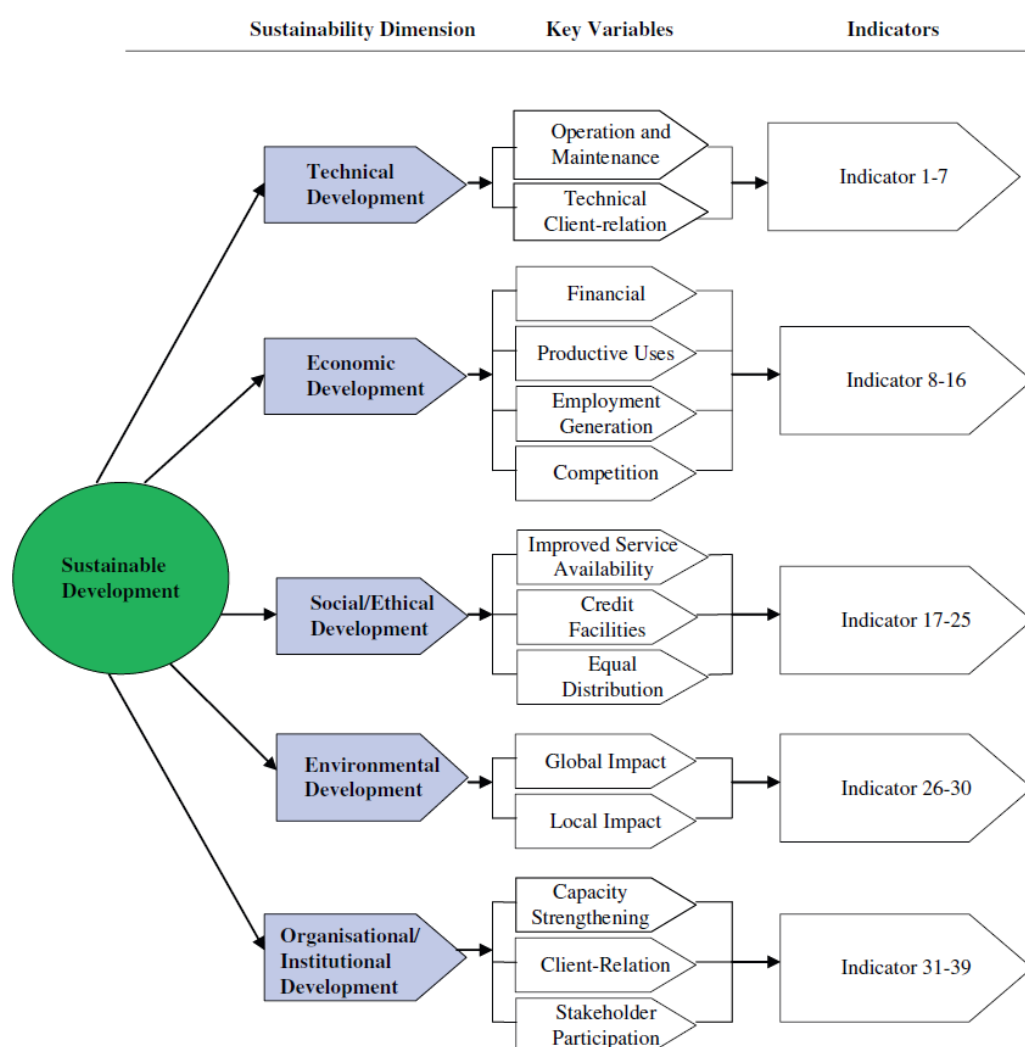 Sustainability Dimension
Key Variables
Indicators
Sustainable
Development
Technical
Development
Operation and
Maintenance
Technical
Client-relation
Indicator 1-7
Economic
Development
Financial
Productive Uses
Employment
Generation
Competition
Indicator 8-16
Social/Ethical
Development
Improved Service
Availability
Credit
Facilities
Equal
Distribution
Indicator 17-25
Environmental
Development
Global Impact
Local Impact
Indicator 26-30
Organisational/
Institutional
Development
Capacity
Strengthening
Client-Relation
Stakeholder
Participation
Indicator 31-39